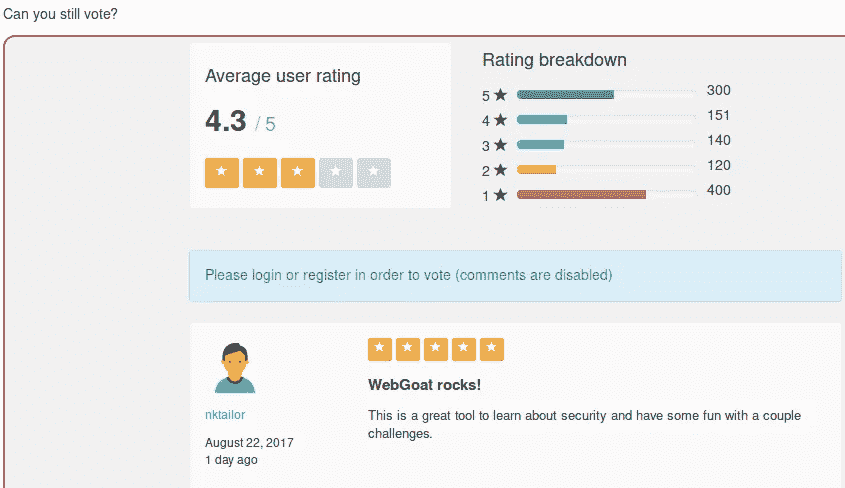 Can you still vote?
Average user rating
4.3 / 5
Rating breakdown
5 ★ 300
4 ★ 151
3 ★ 140
2 ★ 120
1 ★ 400
Please login or register in order to vote (comments are disabled)
nktailor
August 22, 2017
1 day ago
WebGoat rocks!
This is a great tool to learn about security and have some fun with a couple
challenges.